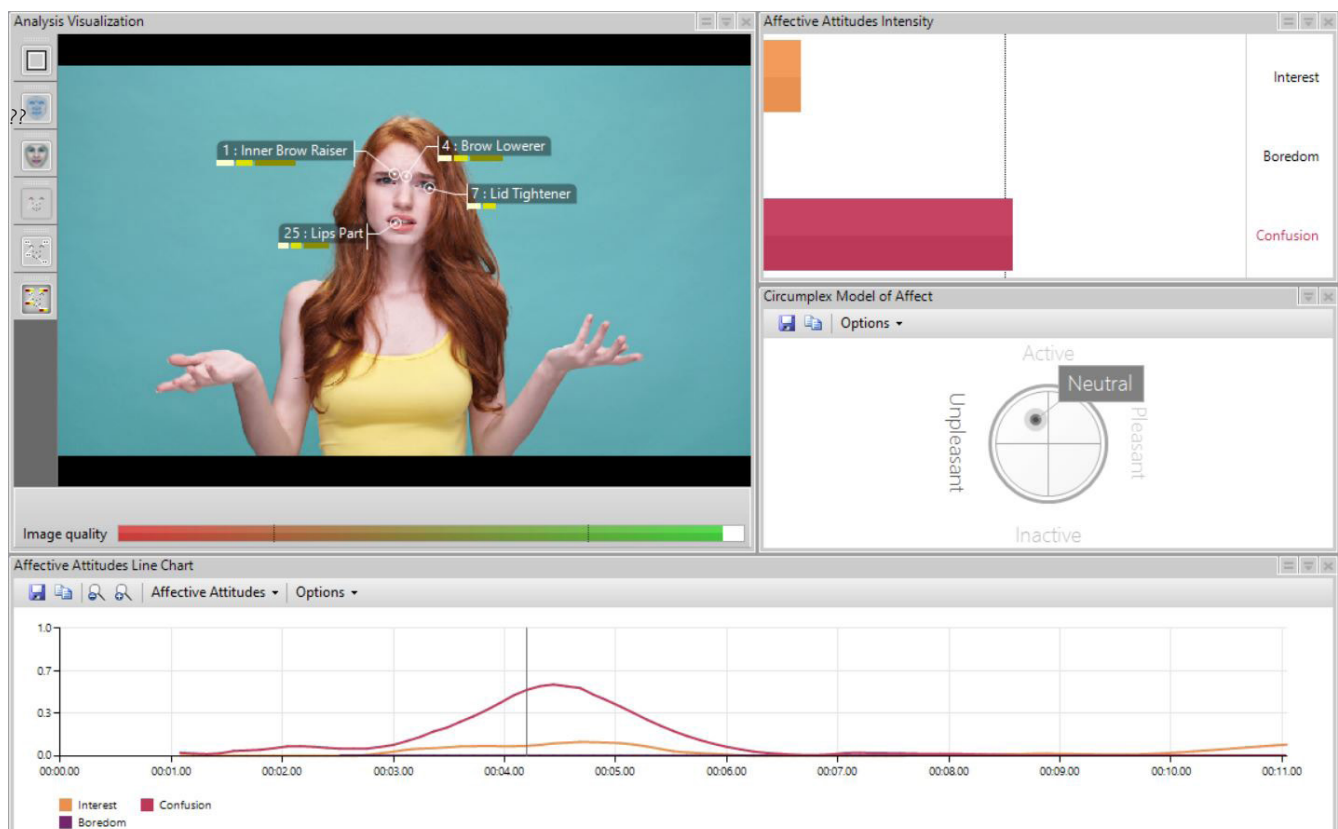 Analysis Visualization
??
1 : Inner Brow Raiser
4 : Brow Lowerer
7 : Lid Tightener
25 : Lips Part
Image quality
Affective Attitudes Intensity
Interest
Boredom
Confusion
Circumplex Model of Affect
Options
Active
Neutral
Unpleasant
Pleasant
Inactive
Affective Attitudes Line Chart
Affective Attitudes Options
1.0
0.7
0.3
0.0
00:00.00 00:01.00 00:02.00 00:03.00 00:04.00 00:05.00 00:06.00 00:07.00 00:08.00 00:09.00 00:10.00 00:11.00
Interest Confusion
Boredom